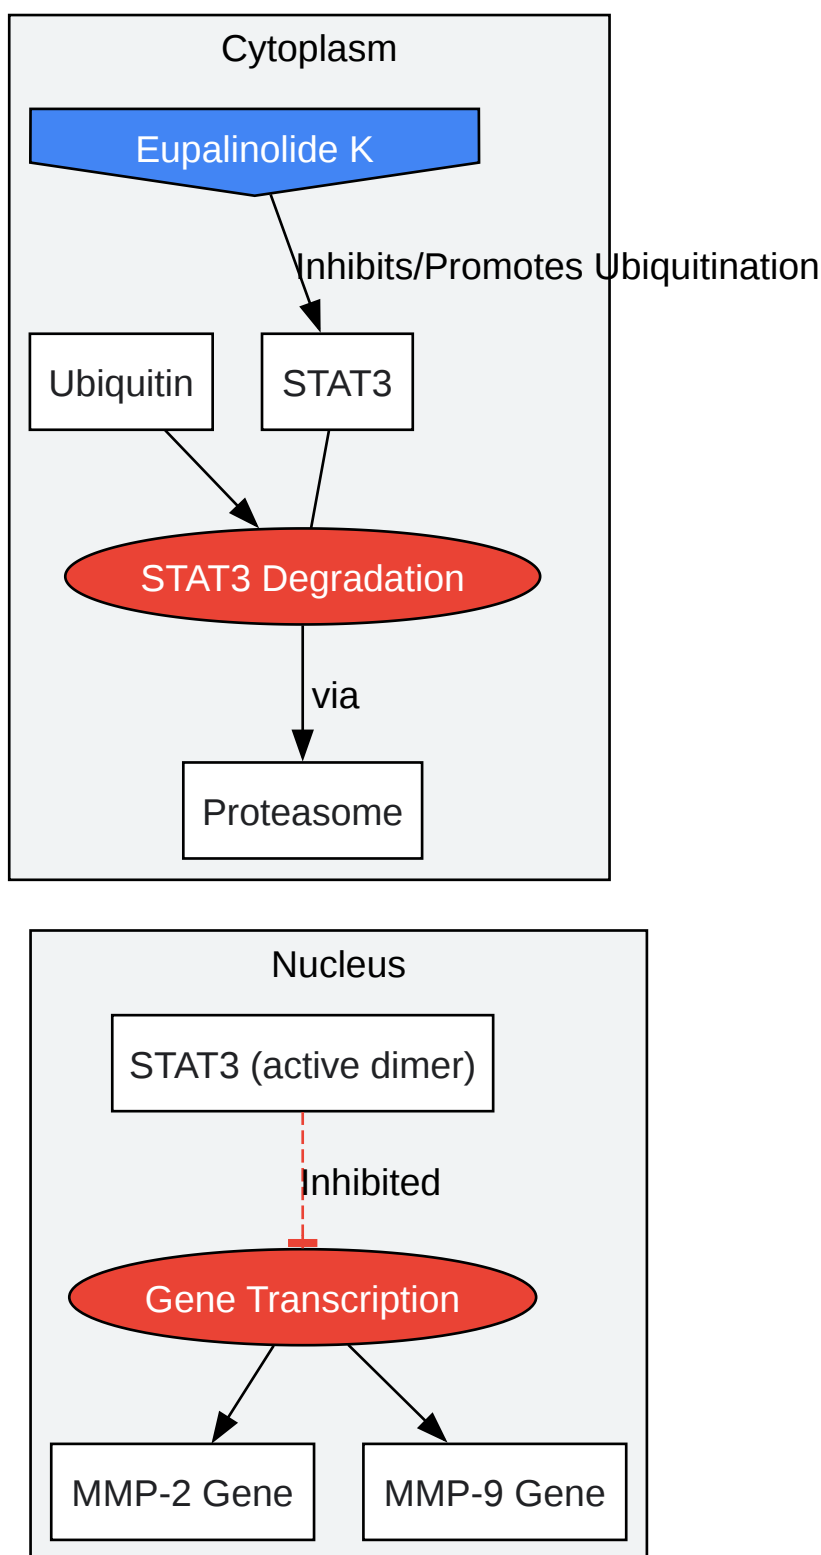 Cytoplasm
Eupalinolide K
Inhibits/Promotes Ubiquitination
Ubiquitin
STAT3
STAT3 Degradation
via
Proteasome
Nucleus
STAT3 (active dimer)
Inhibited
Gene Transcription
MMP-2 Gene
MMP-9 Gene